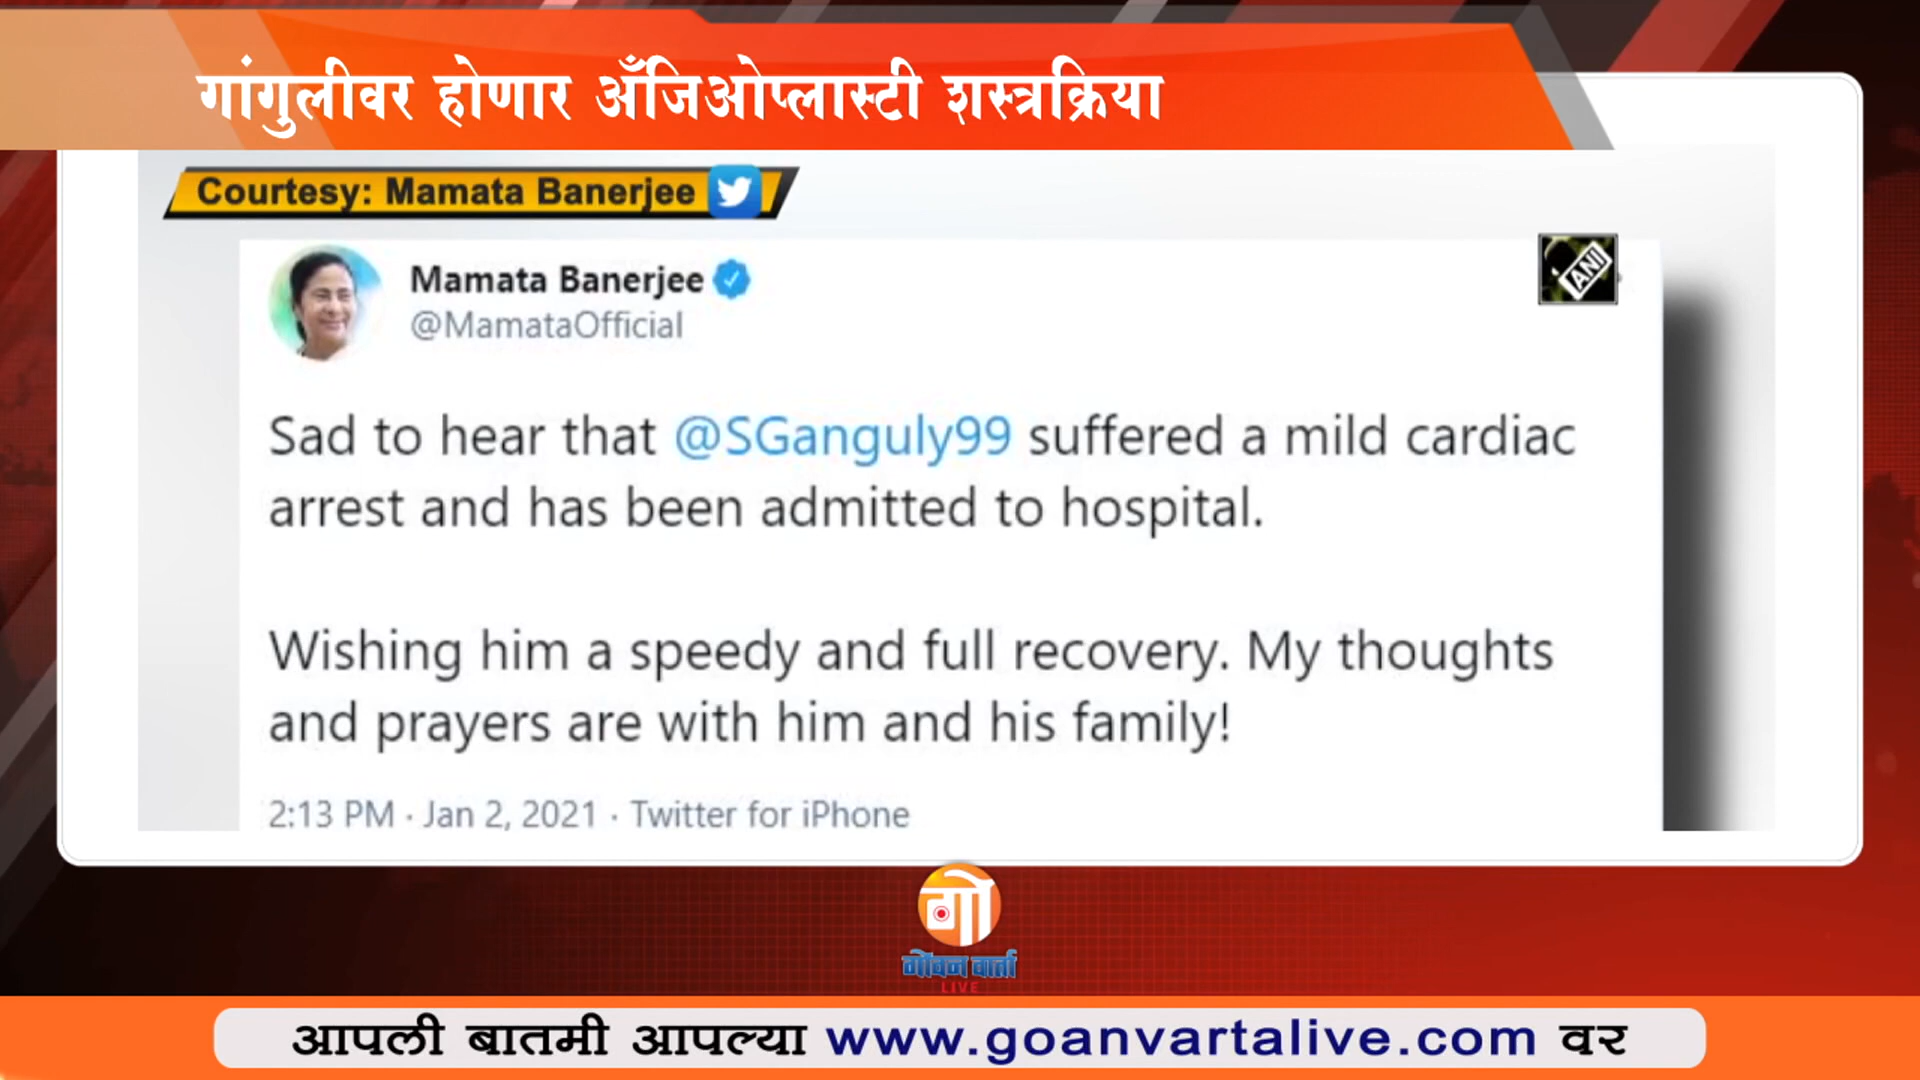 गांगुलीवर होणार अँजिओप्लास्टी शस्त्रक्रिया
Courtesy: Mamata Banerjee
Mamata Banerjee
@MamataOfficial
ANI
Sad to hear that @SGanguly99 suffered a mild cardiac
arrest and has been admitted to hospital.
Wishing him a speedy and full recovery. My thoughts
and prayers are with him and his family!
2:13 PM · Jan 2, 2021 · Twitter for iPhone
गो
गोंवन वार्ता
LIVE
आपली बातमी आपल्या www.goanvartalive.com वर